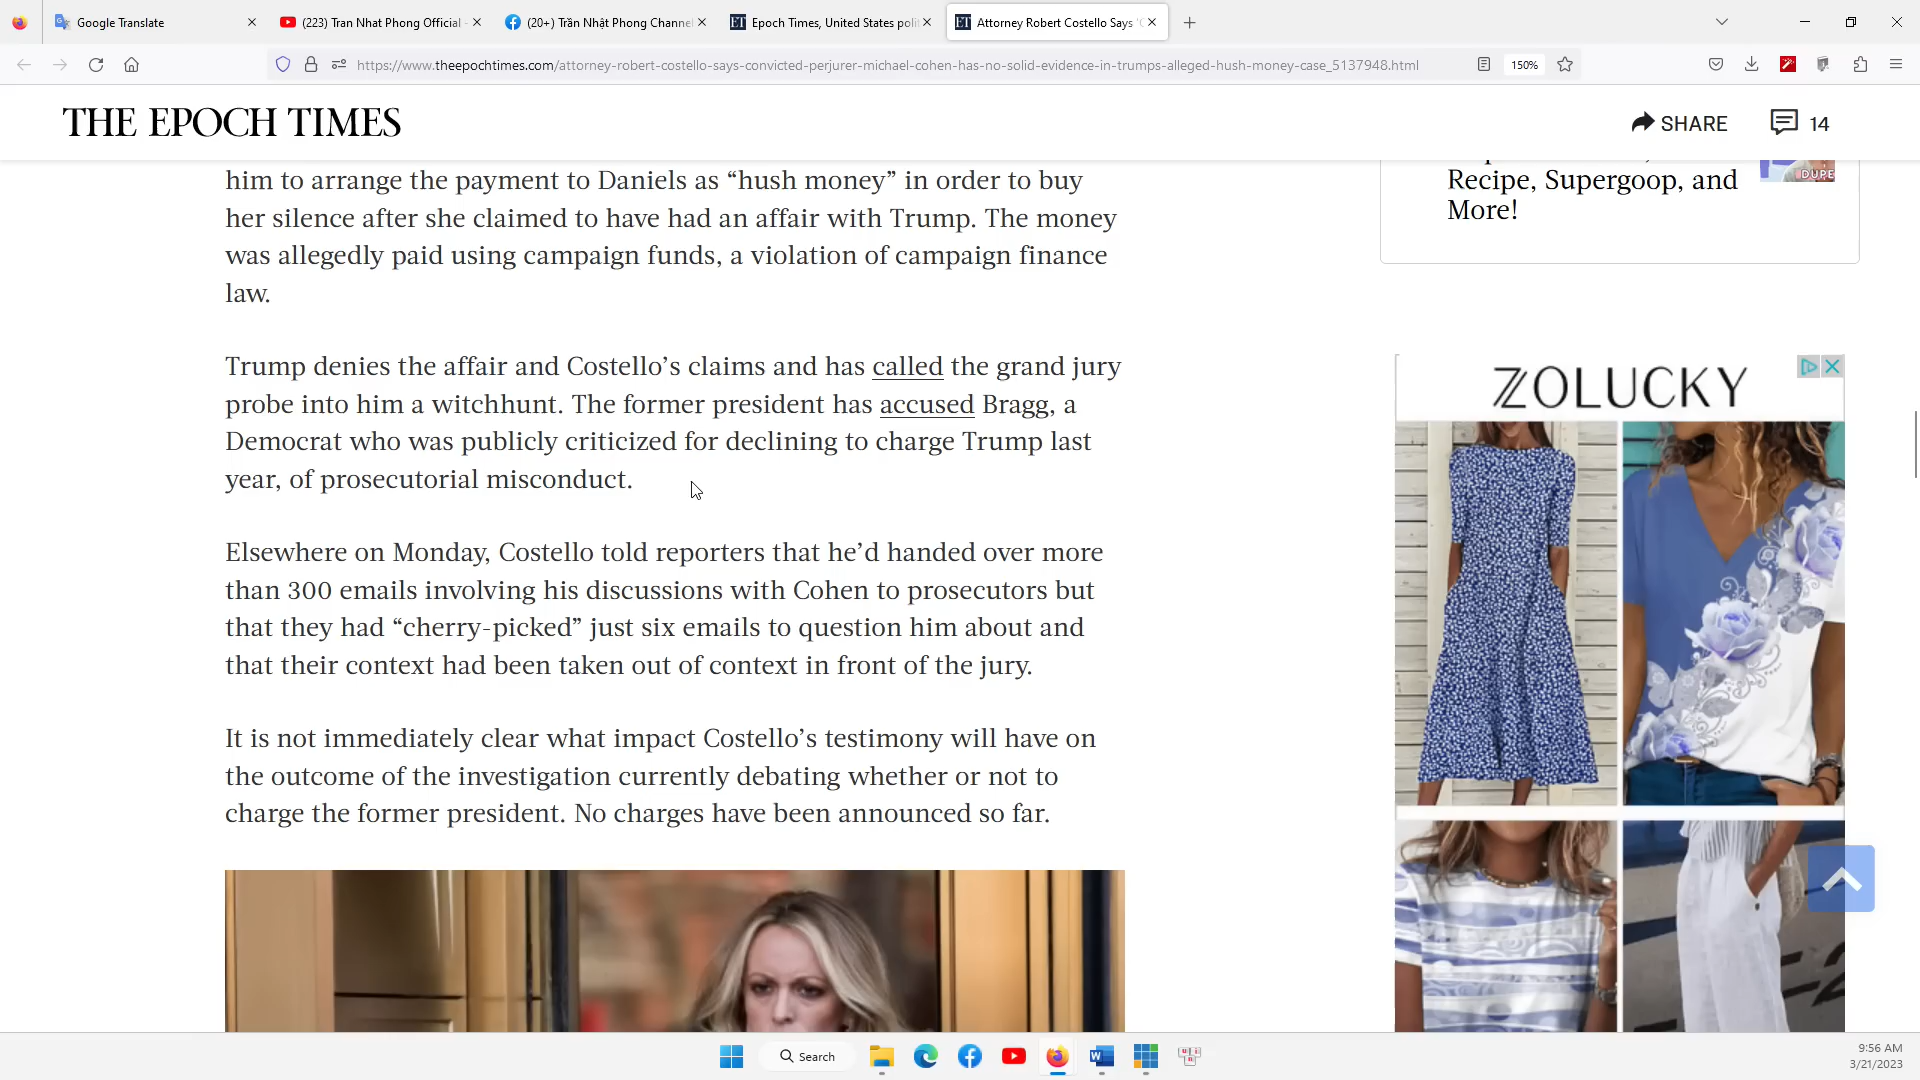 Google Translate
(223) Tran Nhat Phong Official -
(20+) Trần Nhật Phong Channe
Epoch Times, United States poli
Attorney Robert Costello Says 'C
https://www.theepochtimes.com/attorney-robert-costello-says-convicted-perjurer-michael-cohen-has-no-solid-evidence-in-trumps-alleged-hush-money-case_5137948.html
150%
THE EPOCH TIMES
SHARE
14
him to arrange the payment to Daniels as “hush money” in order to buy
her silence after she claimed to have had an affair with Trump. The money
was allegedly paid using campaign funds, a violation of campaign finance
law.
Trump denies the affair and Costello’s claims and has called the grand jury
probe into him a witchhunt. The former president has accused Bragg, a
Democrat who was publicly criticized for declining to charge Trump last
year, of prosecutorial misconduct.
Elsewhere on Monday, Costello told reporters that he’d handed over more
than 300 emails involving his discussions with Cohen to prosecutors but
that they had “cherry-picked” just six emails to question him about and
that their context had been taken out of context in front of the jury.
It is not immediately clear what impact Costello’s testimony will have on
the outcome of the investigation currently debating whether or not to
charge the former president. No charges have been announced so far.
Recipe, Supergoop, and
More!
DUPE
ZOLUCKY
Search
9:56 AM
3/21/2023